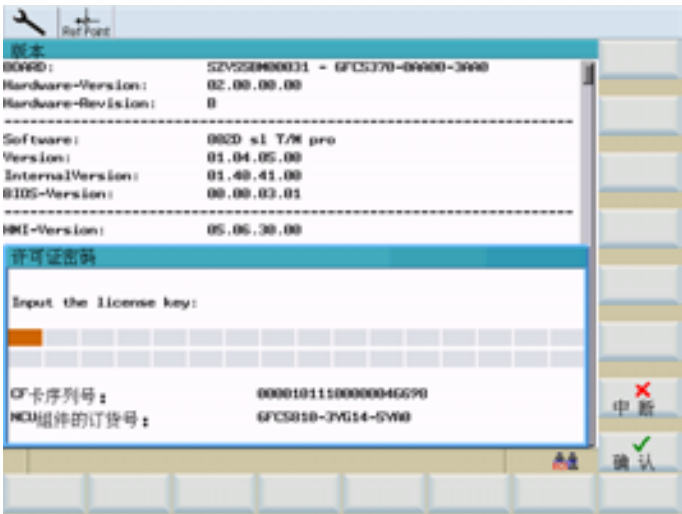 Ref Point
版本
BOARD: SZVSSBM00031 - 6FC5370-0AA00-3AA0
Hardware-Version: 02.00.00.00
Hardware-Revision: B
Software: 802D sl T/M pro
Version: 01.04.05.00
InternalVersion: 01.40.41.00
BIOS-Version: 00.00.03.01
HMI-Version: 05.06.30.00
许可证密码
Input the license key:
CF卡序列号:
NCU组件的订货号: 6FC5810-3YG14-5YA0
中断
确认